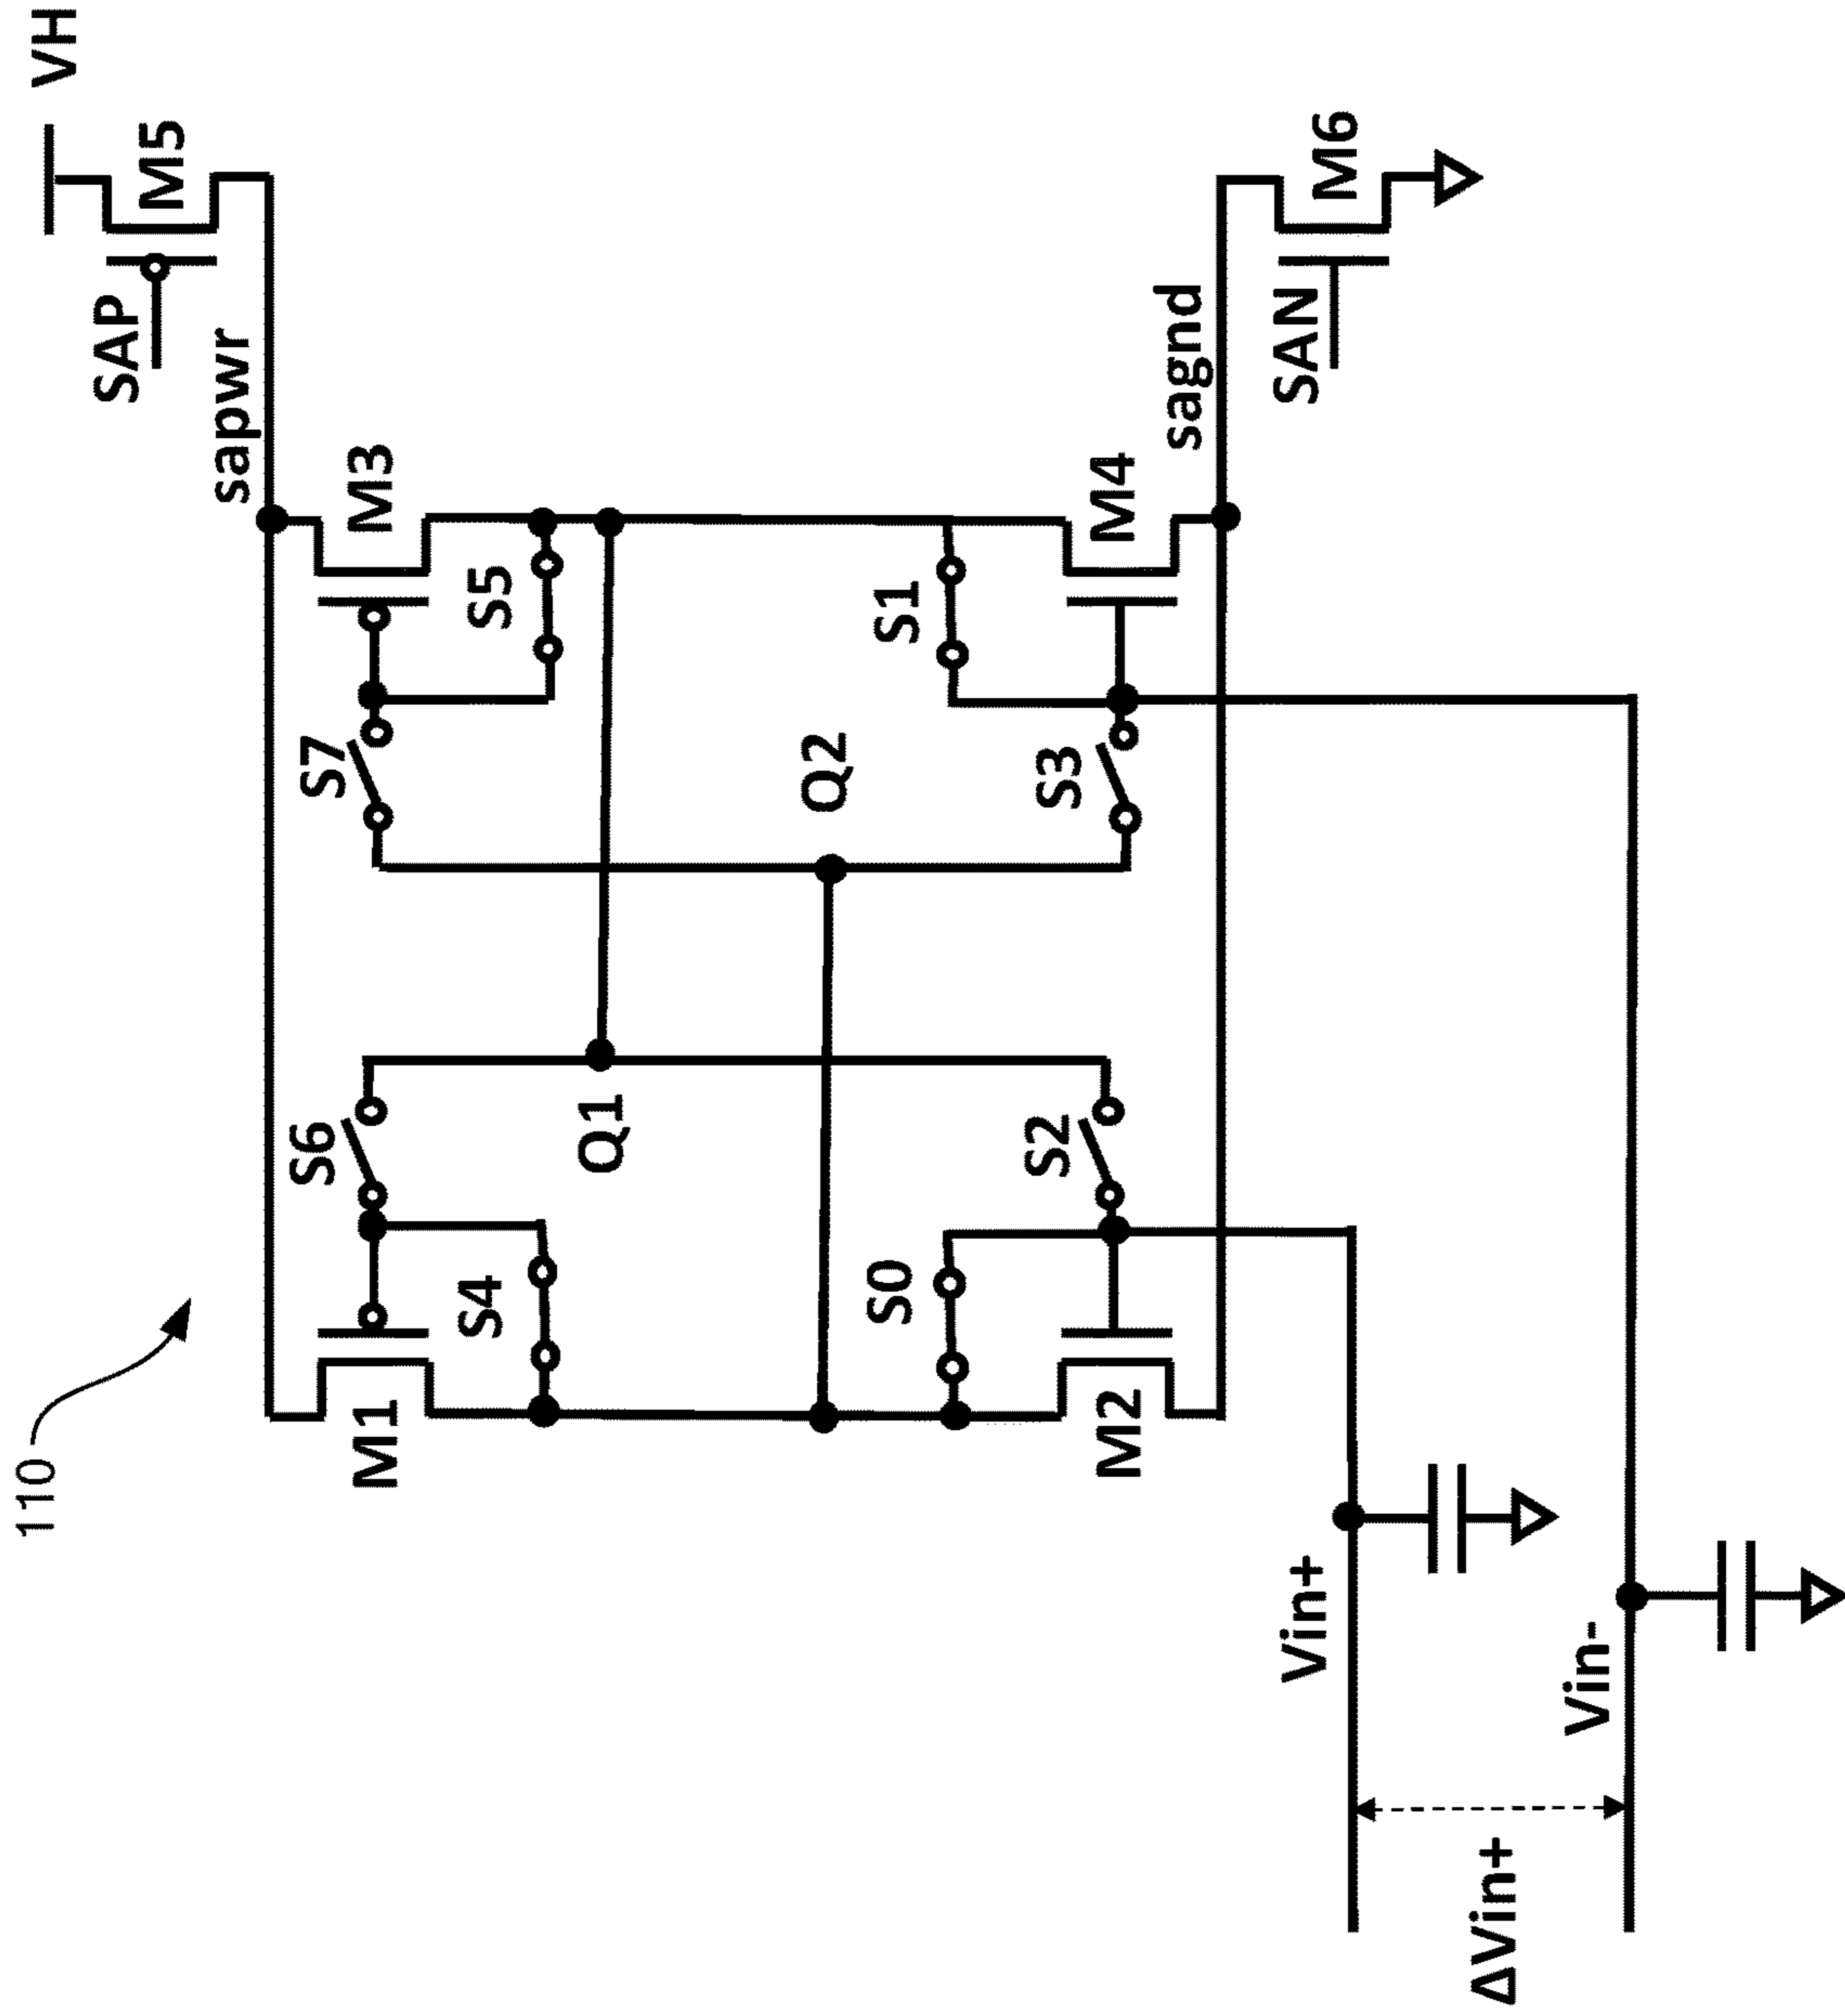 110
VH
M5
SAP
sapwr
M3
S5
S7
M1
S6
S4
Q1
Q2
S1
S3
M4
sagnd
SAN
M6
S0
S2
M2
Vin+
Vin-
ΔVin+